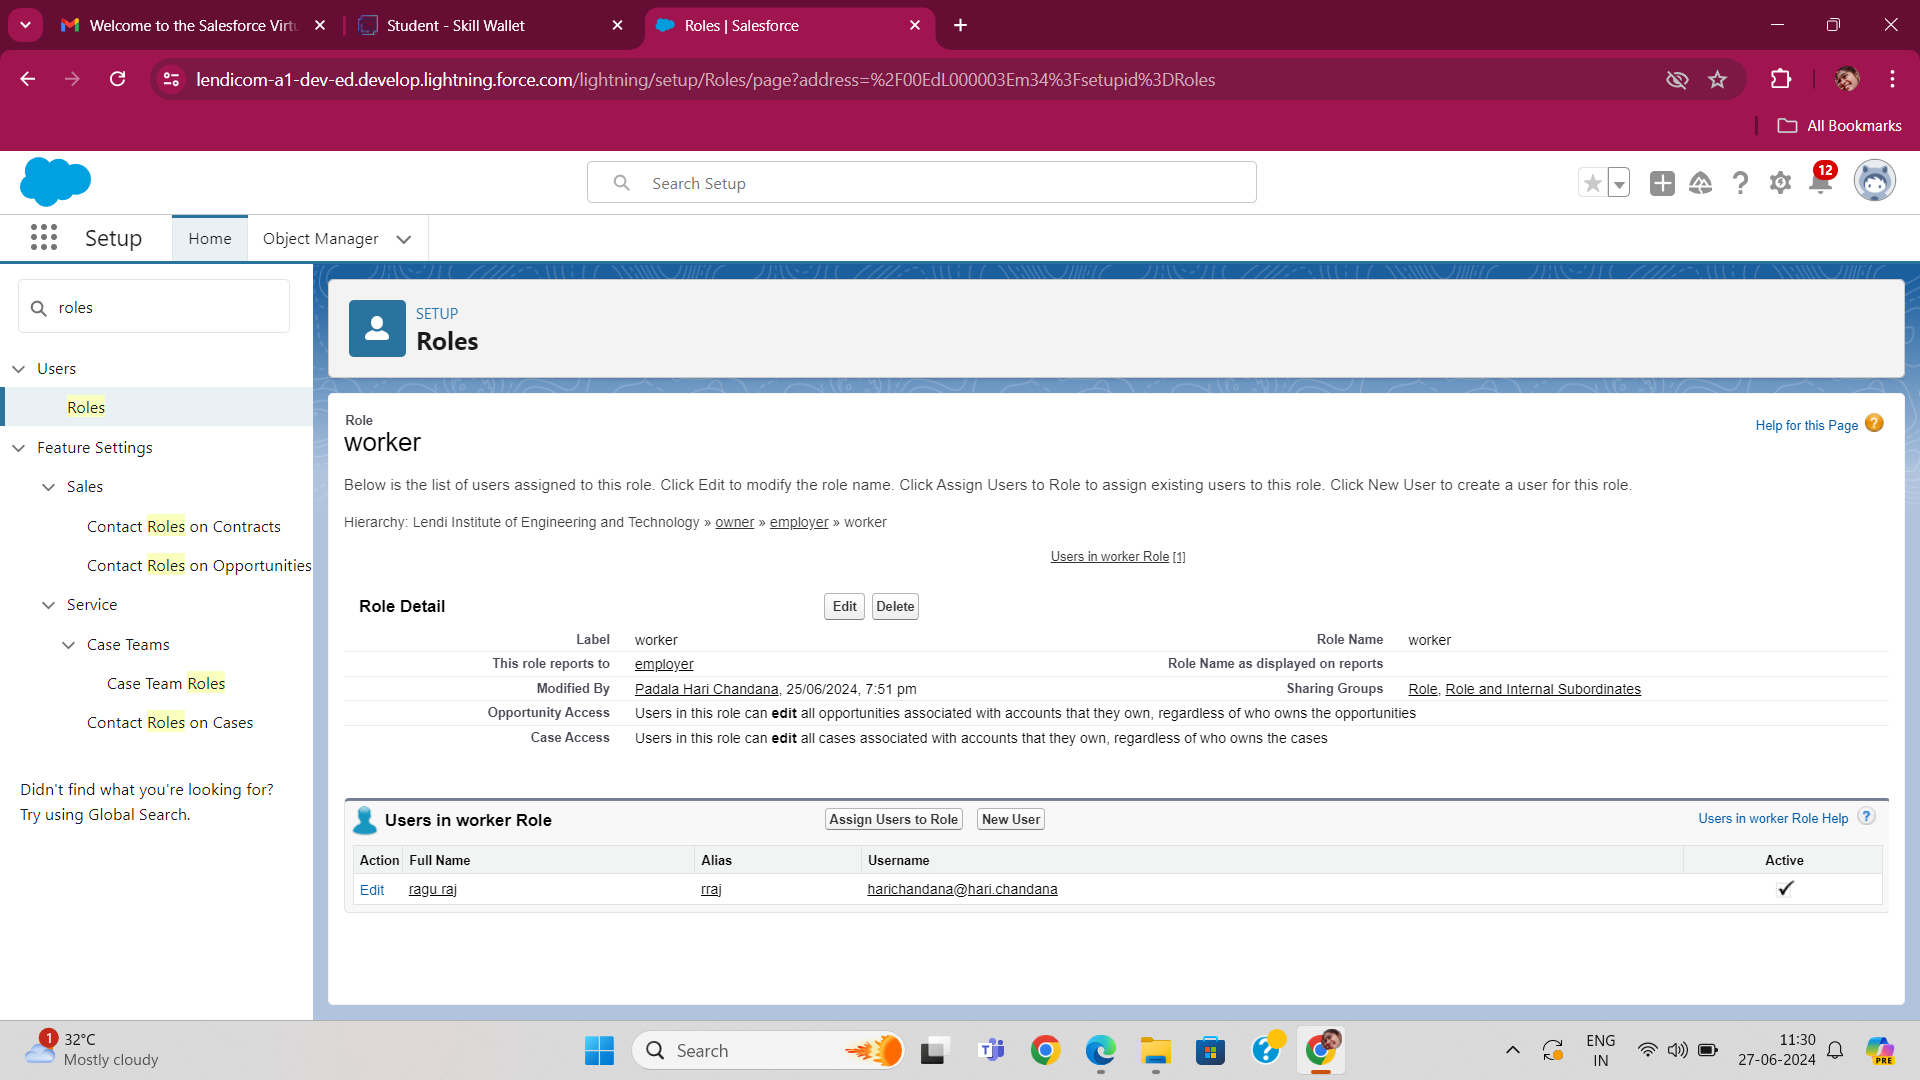 Welcome to the Salesforce Virtu
Student - Skill Wallet
Roles | Salesforce
lendicom-a1-dev-ed.develop.lightning.force.com/lightning/setup/Roles/page?address=%2F00EdL000003Em34%3Fsetupid%3DRoles
All Bookmarks
Search Setup
12
Setup
Home
Object Manager
roles
Users
Roles
Feature Settings
Sales
Contact Roles on Contracts
Contact Roles on Opportunities
Service
Case Teams
Case Team Roles
Contact Roles on Cases
Didn't find what you're looking for?
Try using Global Search.
SETUP
Roles
Role
worker
Help for this Page ?
Below is the list of users assigned to this role. Click Edit to modify the role name. Click Assign Users to Role to assign existing users to this role. Click New User to create a user for this role.
Hierarchy: Lendi Institute of Engineering and Technology » owner » employer » worker
Users in worker Role [1]
Role Detail Edit Delete
Label worker Role Name worker
This role reports to employer Role Name as displayed on reports
Modified By Padala Hari Chandana, 25/06/2024, 7:51 pm Sharing Groups Role, Role and Internal Subordinates
Opportunity Access Users in this role can edit all opportunities associated with accounts that they own, regardless of who owns the opportunities
Case Access Users in this role can edit all cases associated with accounts that they own, regardless of who owns the cases
Users in worker Role Assign Users to Role New User Users in worker Role Help ?
Action Full Name Alias Username Active
Edit ragu raj rraj harichandana@hari.chandana
1
32°C
Mostly cloudy
Search
PRE
ENG
IN
11:30
27-06-2024